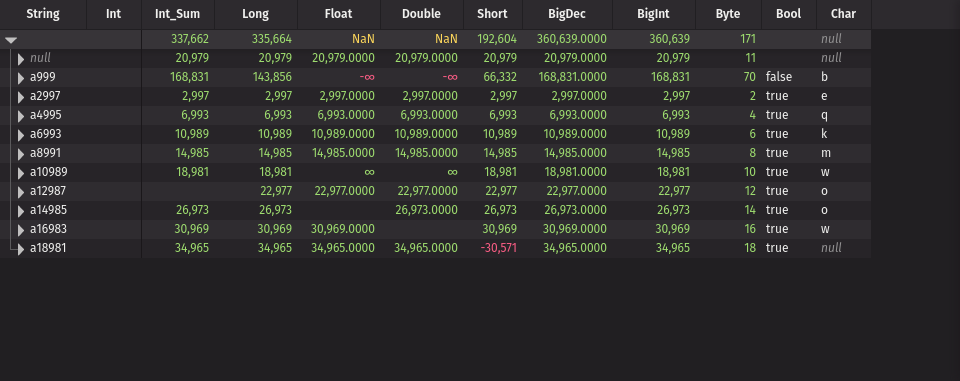 String Int Int_Sum Long Float Double Short BigDec BigInt Byte Bool Char
337,662 335,664 NaN NaN 192,604 360,639.0000 360,639 171 null
null 20,979 20,979 20,979.0000 20,979.0000 20,979 20,979.0000 20,979 11 null
a999 168,831 143,856 -∞ -∞ 66,332 168,831.0000 168,831 70 false b
a2997 2,997 2,997 2,997.0000 2,997.0000 2,997 2,997.0000 2,997 2 true e
a4995 6,993 6,993 6,993.0000 6,993.0000 6,993 6,993.0000 6,993 4 true q
a6993 10,989 10,989 10,989.0000 10,989.0000 10,989 10,989.0000 10,989 6 true k
a8991 14,985 14,985 14,985.0000 14,985.0000 14,985 14,985.0000 14,985 8 true m
a10989 18,981 18,981 ∞ ∞ 18,981 18,981.0000 18,981 10 true w
a12987 22,977 22,977.0000 22,977.0000 22,977 22,977.0000 22,977 12 true o
a14985 26,973 26,973 26,973.0000 26,973 26,973.0000 26,973 14 true o
a16983 30,969 30,969 30,969.0000 30,969 30,969.0000 30,969 16 true w
a18981 34,965 34,965 34,965.0000 34,965.0000 -30,571 34,965.0000 34,965 18 true null